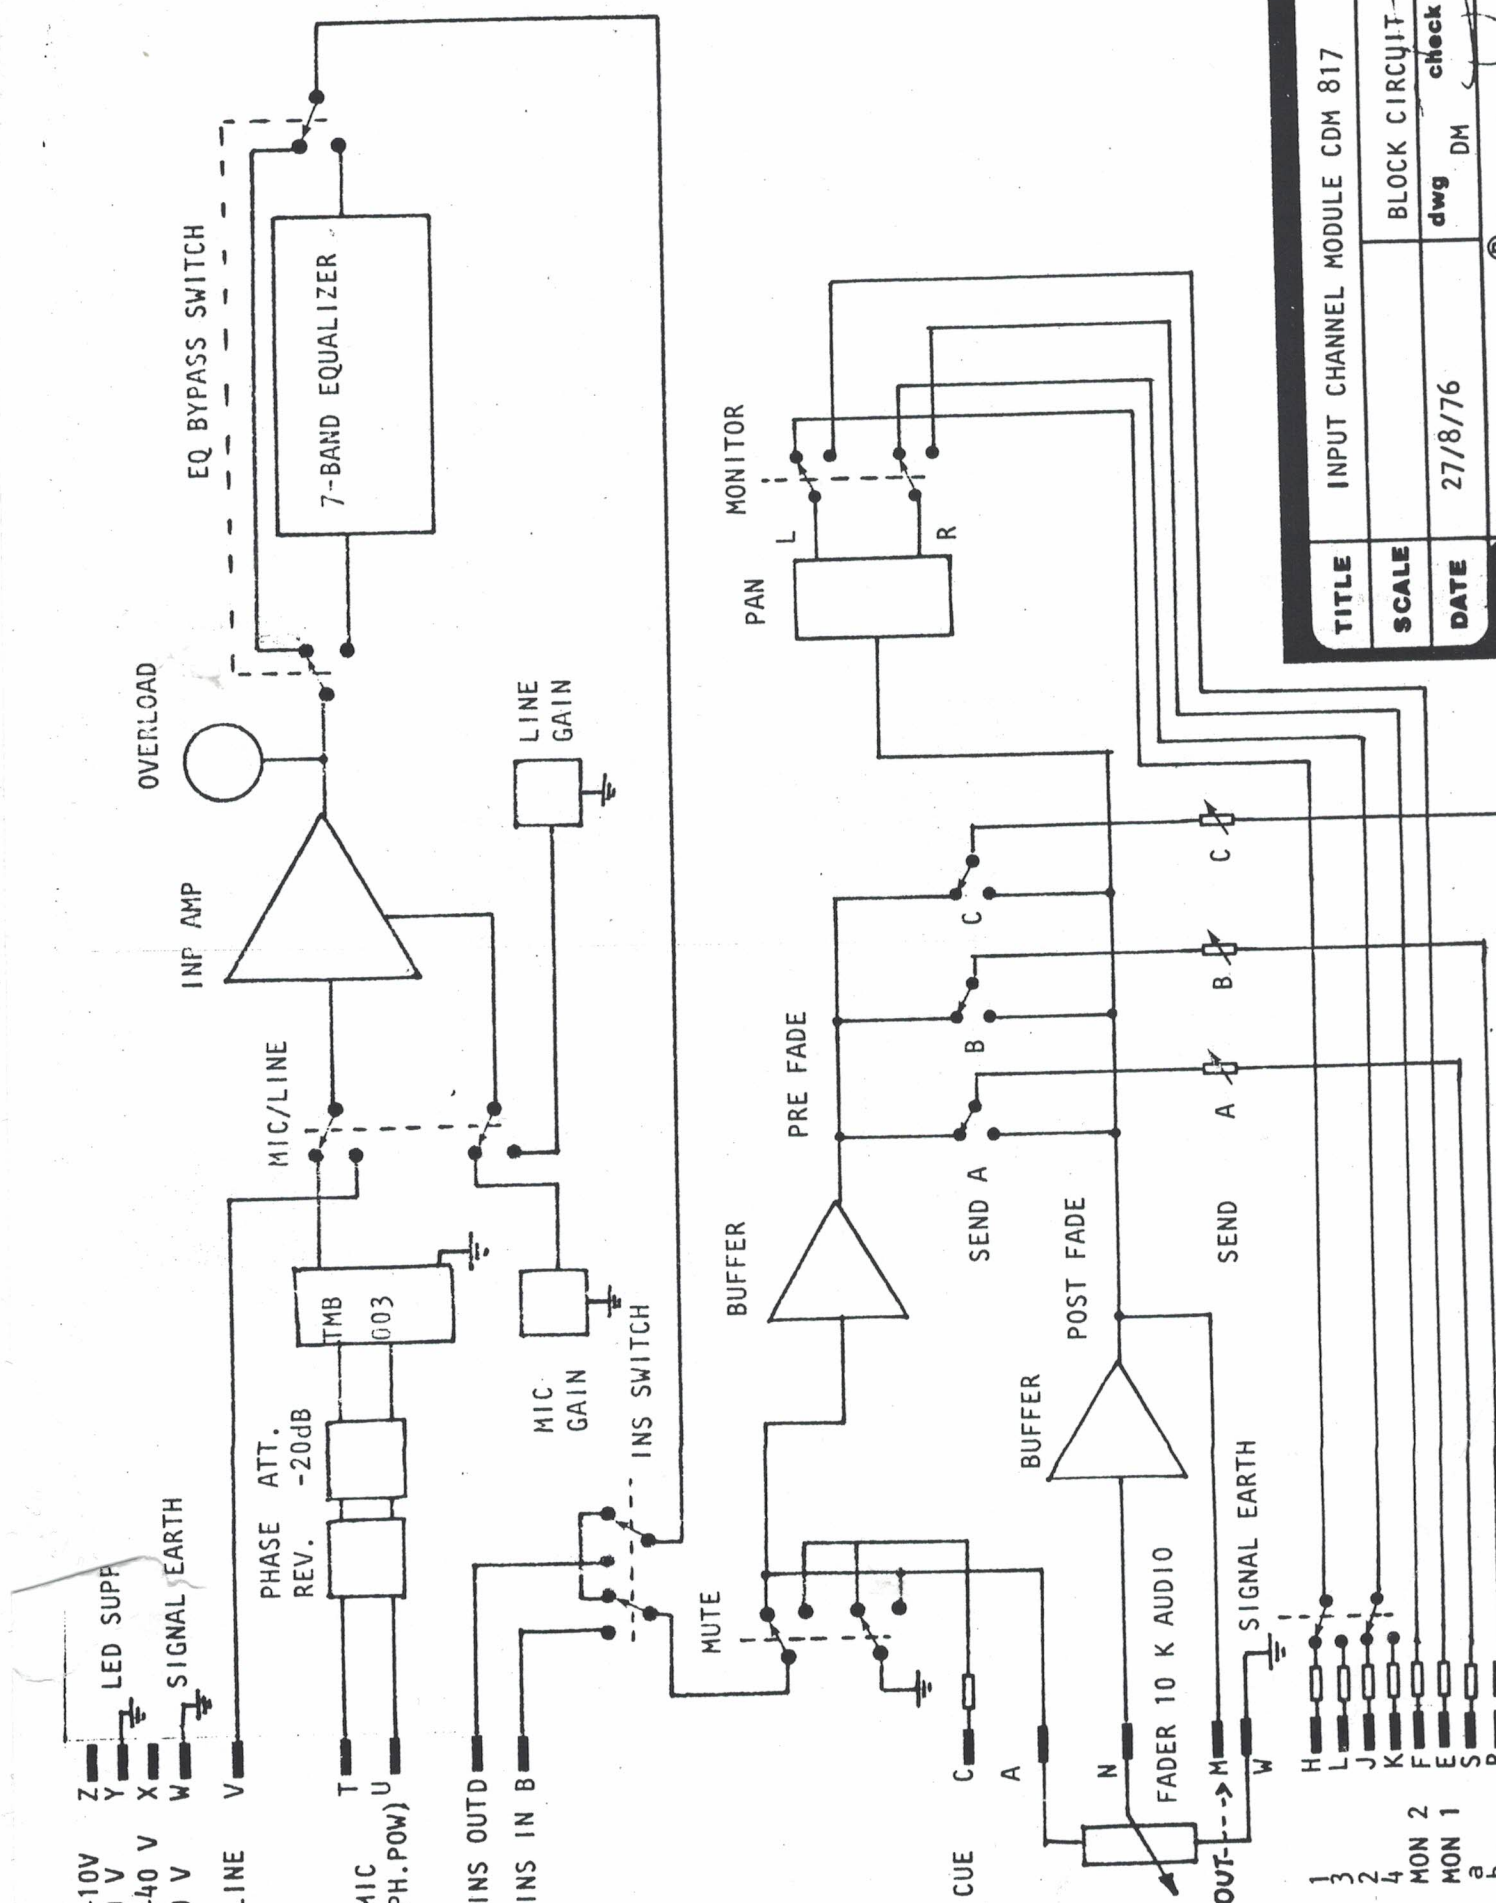 EQ BYPASS SWITCH
7-BAND EQUALIZER
OVERLOAD
INP AMP
LINE
GAIN
MIC/LINE
TMB
003
MIC
GAIN
PHASE
REV.
ATT.
-20dB
INS SWITCH
Z
Y LED SUPP
X
W SIGNAL EARTH
V
T
U
PH.POW)
INS OUT D
INS IN B
MONITOR
L
R
PAN
PRE FADE
BUFFER
SEND A
B
C
POST FADE
BUFFER
SEND
A
B
C
MUTE
CUE C
A
N
FADER 10 K AUDIO
OUT---->M
W
SIGNAL EARTH
1 H
3 L
2 J
4 K
MON 2 F
MON 1 E
a S
TITLE INPUT CHANNEL MODULE CDM 817
SCALE BLOCK CIRCUIT
DATE 27/8/76 dwg DM check